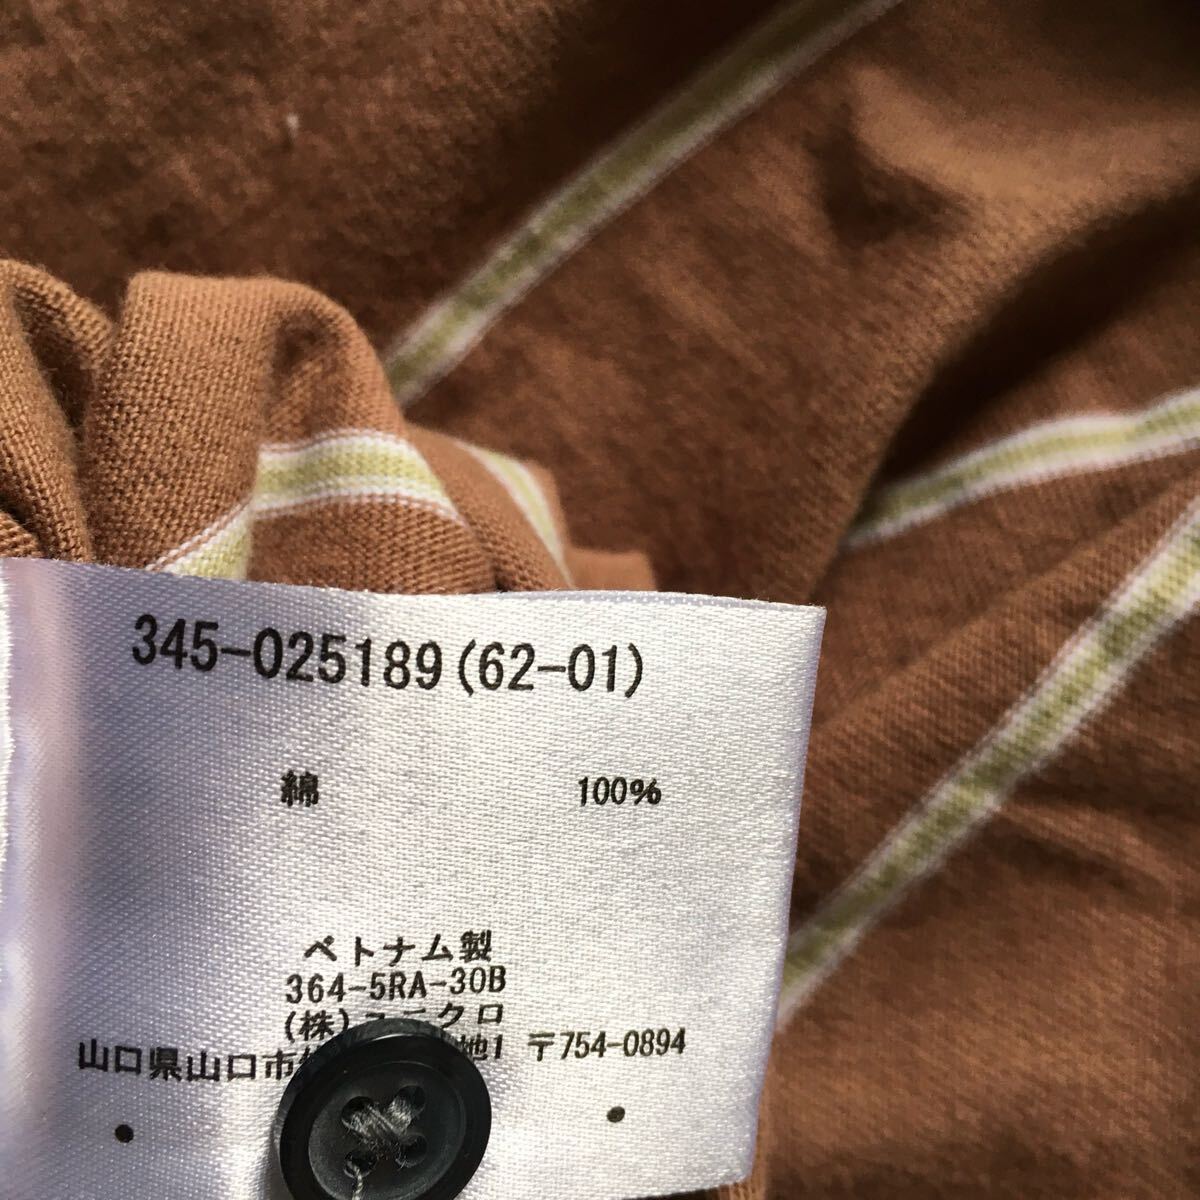 345-025189(62-01)
綿 100%
ベトナム製
364-5RA-30B
(株)ユニクロ
山口県山口市 地1 〒754-0894